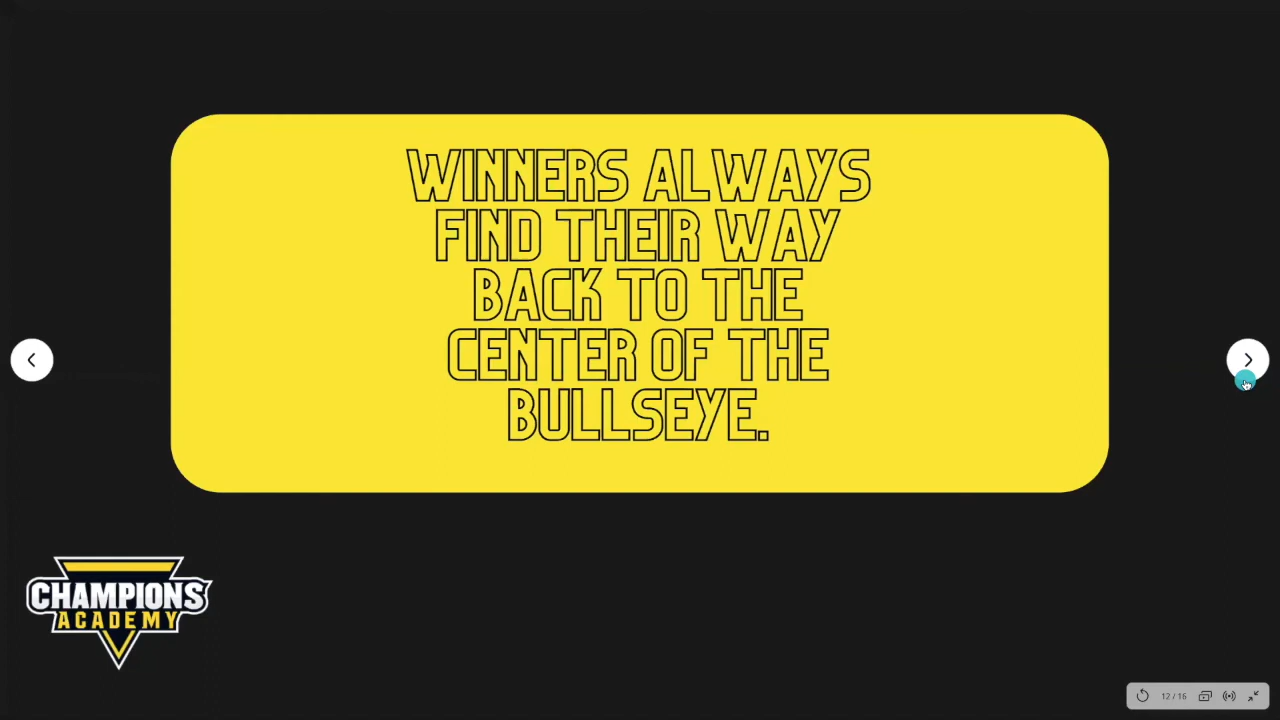 WINNERS ALWAYS
FIND THEIR WAY
BACK TO THE
CENTER OF THE
BULLSEYE.
CHAMPIONS
ACADEMY
12 / 16